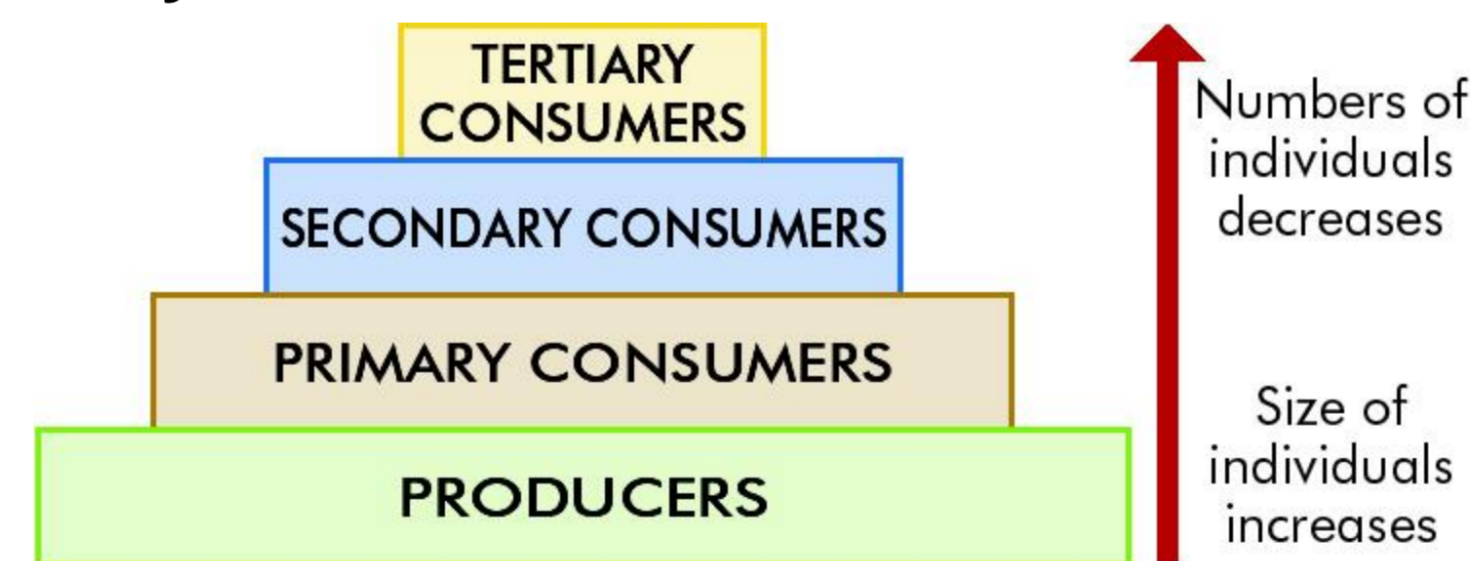 TERTIARY
CONSUMERS
SECONDARY CONSUMERS
PRIMARY CONSUMERS
PRODUCERS
Numbers of
individuals
decreases
Size of
individuals
increases